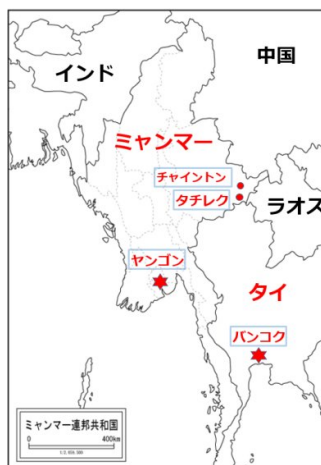 中国
インド
ミャンマー
チャイントン
タチレク
ラオス
ヤンゴン
タイ
バンコク
ミャンマー連邦共和国
0 400km